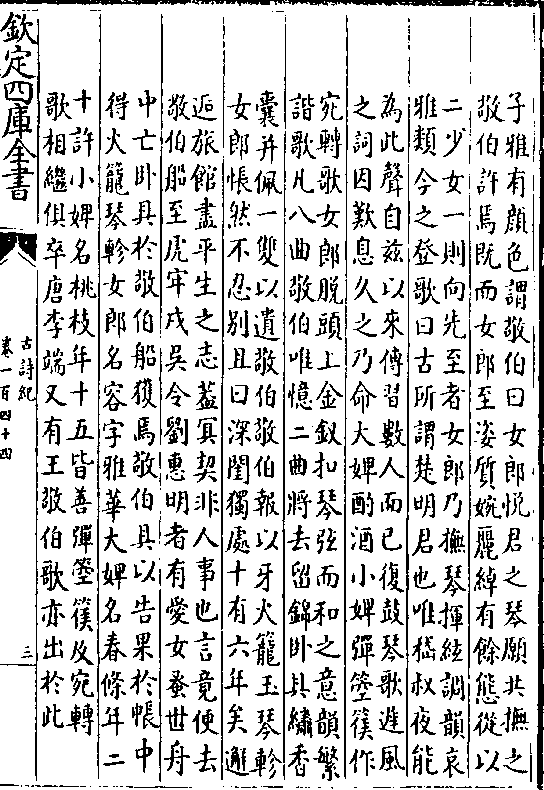 子雅有顔色謂敬伯曰女郎悦君之琴願共撫之
敬伯許焉既而女郎至姿質婉麗綽有餘態從以
二少女一則向先至者女郎乃撫琴揮絃調韻哀
雅類今之登歌曰古所謂楚明君也唯嵇叔夜能
為此聲自兹以來傳習數人而已復鼓琴歌遲風
之詞因歎息久之乃命大婢酌酒小婢彈箜篌作
宛轉歌女郎脱頭上金釵扣琴弦而和之意韻繁
諧歌凡八曲敬伯唯憶二曲將去留錦卧具繡香
囊并佩一雙以遺敬伯敬伯報以牙火籠玉琴軫
女郎悵然不忍别且曰深閨獨處十有六年矣邂
逅旅館盡平生之志蓋冥契非人事也言竟便去
敬伯船至虎牢戍吳令劉惠明者有愛女蚤世舟
中亡卧具於敬伯船獲焉敬伯具以告果於帳中
得火籠琴軫女郎名容字雅華大婢名春條年二
十許小婢名桃枝年十五皆善彈箜篌及宛轉
歌相繼俱卒唐李端又有王敬伯歌亦出於此
欽定四庫全書
古詩紀
卷一百四十四
三